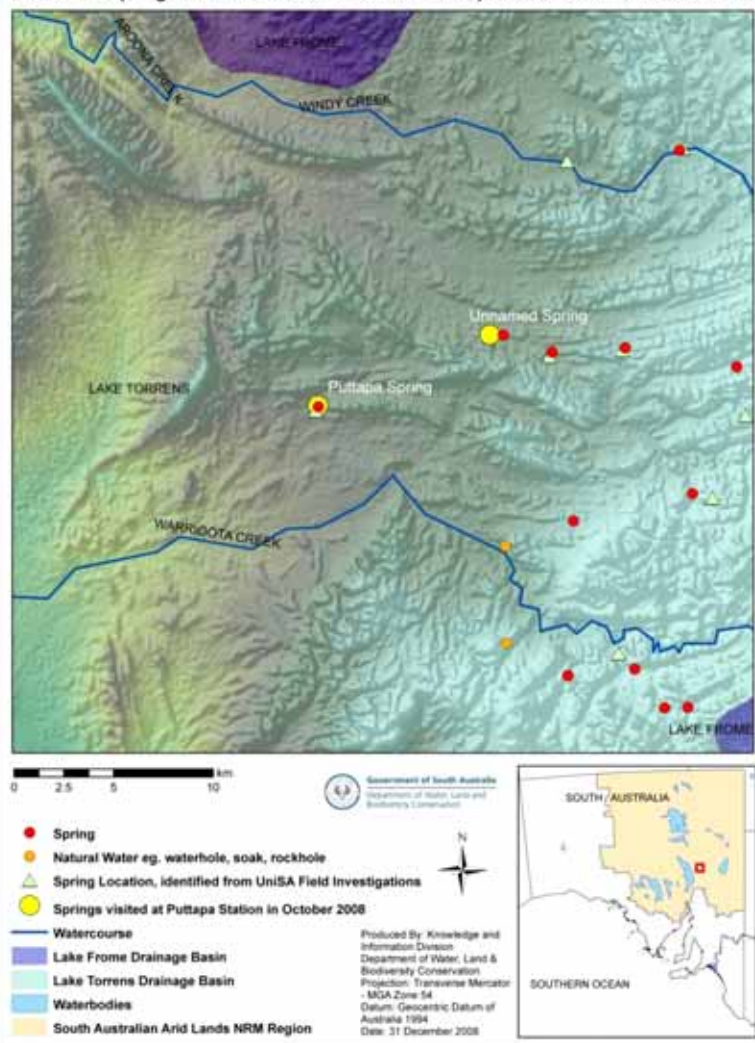 LAKE FROME
ARCONA CREEK
WINDY CREEK
Unnamed Spring
LAKE TORRENS
Puttapa Spring
WARRIOOTA CREEK
LAKE FROME
0 2.5 5 10 km
Government of South Australia
Department of Water, Land and
Biodiversity Conservation
Spring
Natural Water eg. waterhole, soak, rockhole
Spring Location, identified from UniSA Field Investigations
Springs visited at Puttapa Station in October 2008
Watercourse
Lake Frome Drainage Basin
Lake Torrens Drainage Basin
Waterbodies
South Australian Arid Lands NRM Region
N
Produced By: Knowledge and
Information Division
Department of Water, Land &
Biodiversity Conservation
Projection: Transverse Mercator
- MGA Zone 54
Datum: Geocentric Datum of
Australia 1994
Date: 31 December 2008
SOUTH AUSTRALIA
SOUTHERN OCEAN